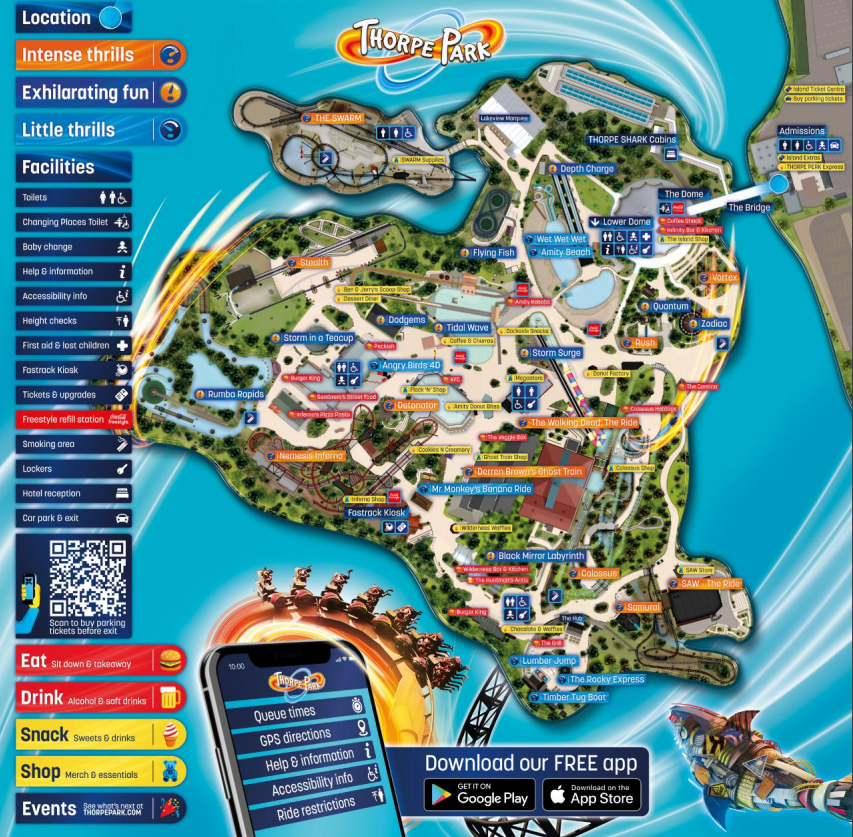 Location
Intense thrills
Exhilarating fun
Little thrills
Facilities
Toilets
Changing Places Toilet
Baby change
Help & information
Accessibility info
Height checks
First aid & lost children
Fastrack Kiosk
Tickets & upgrades
Freestyle refill station
Smoking area
Lockers
Hotel reception
Car park & exit
Scan to buy parking
tickets before exit
Eat Sit down & takeaway
Drink Alcohol & soft drinks
Snack Sweets & drinks
Shop Merch & essentials
Events See what's next at
THORPEPARK.COM
THORPE PARK
Island Ticket Centre
Buy parking tickets
Admissions
Island Extras
THORPE PARK Express
The Bridge
THE SWARM
SWARM Supplies
Lakeview Marquee
THORPE SHARK Cabins
Depth Charge
The Dome
Coffee Shack
Infinity Bar & Kitchen
The Island Shop
Lower Dome
Wet Wet Wet
Amity Beach
Flying Fish
Stealth
Vortex
Ben & Jerry's Scoop Shop
Dessert Diner
Amity Kebabs
Quantum
Zodiac
Dodgems
Tidal Wave
Dockside Snacks
Coffee & Churros
Rush
Storm in a Teacup
Peckish
Storm Surge
Angry Birds 4D
Burger King
KFC
Megastore
Donut Factory
Flock 'N' Shop
The Cantina
Rumba Rapids
Sombrero's Street Food
Detonator
Amity Donut Bites
Colossus Hotdogs
Inferno's Pizza Pasta
The Walking Dead: The Ride
The Veggie Box
Cookies N Creamery
Ghost Train Shop
Nemesis Inferno
Derren Brown's Ghost Train
Colossus Shop
Mr Monkey's Banana Ride
Inferno Shop
Fastrack Kiosk
Wilderness Waffles
Black Mirror Labyrinth
Wilderness Bar & Kitchen
The Huntman's Arms
Colossus
SAW Store
SAW - The Ride
Burger King
Samurai
The Hub
Chocolate & Waffles
The Grill
Lumber Jump
The Rocky Express
Timber Tug Boat
10:00
THORPE PARK
Queue times
GPS directions
Help & information
Accessibility info
Ride restrictions
Download our FREE app
GET IT ON
Google Play
Download on the
App Store